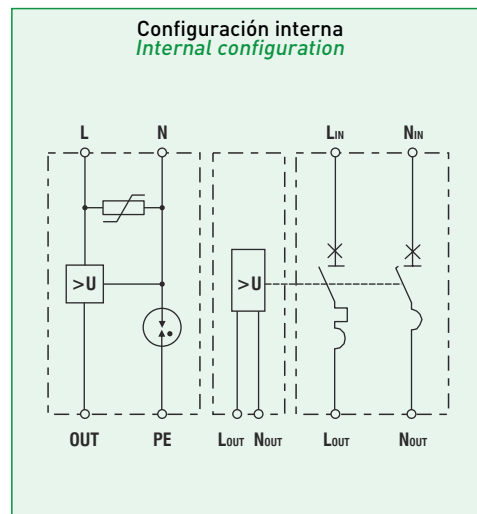 Configuración interna
Internal configuration
L N LIN NIN
>U >U
OUT PE LOUT NOUT LOUT NOUT